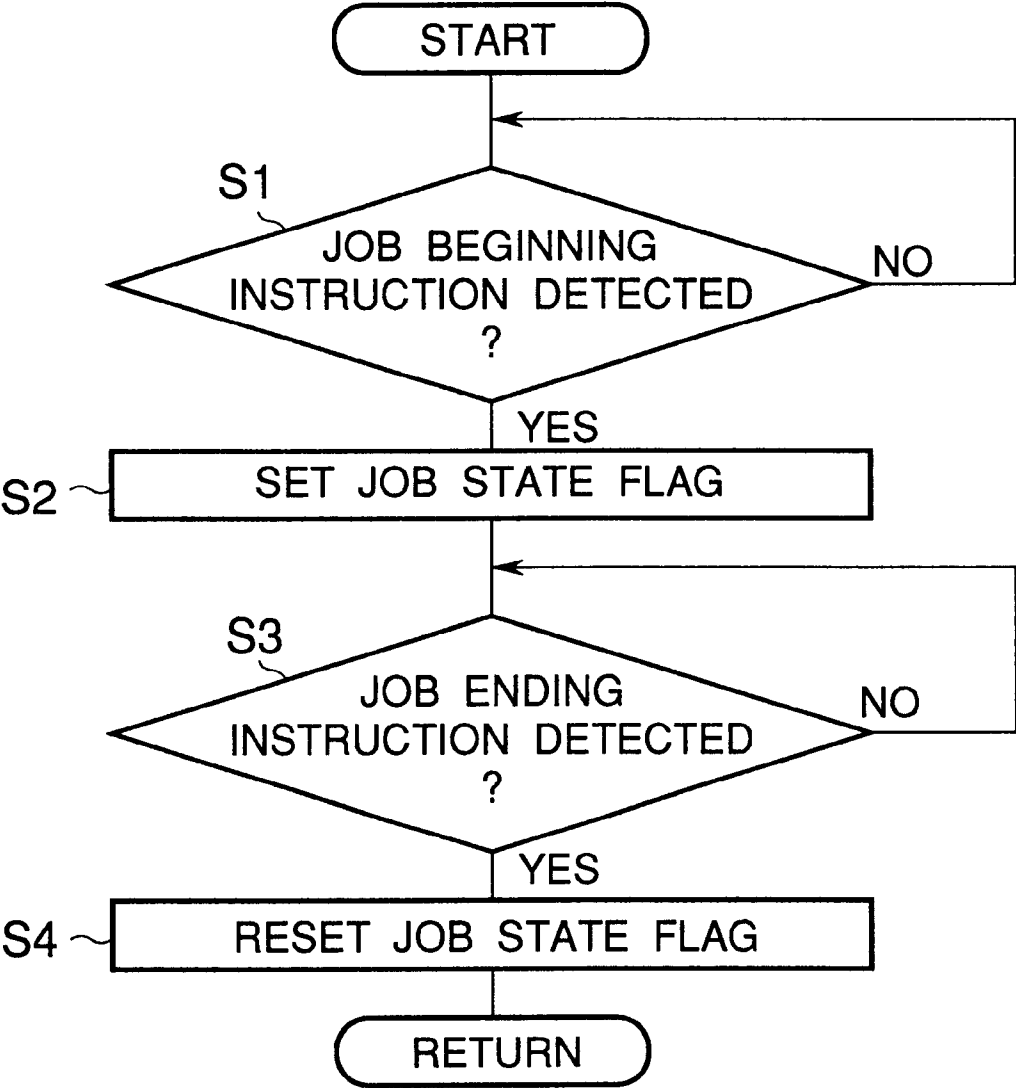 START
S1
JOB BEGINNING
INSTRUCTION DETECTED
?
NO
YES
S2
SET JOB STATE FLAG
S3
JOB ENDING
INSTRUCTION DETECTED
?
NO
YES
S4
RESET JOB STATE FLAG
RETURN